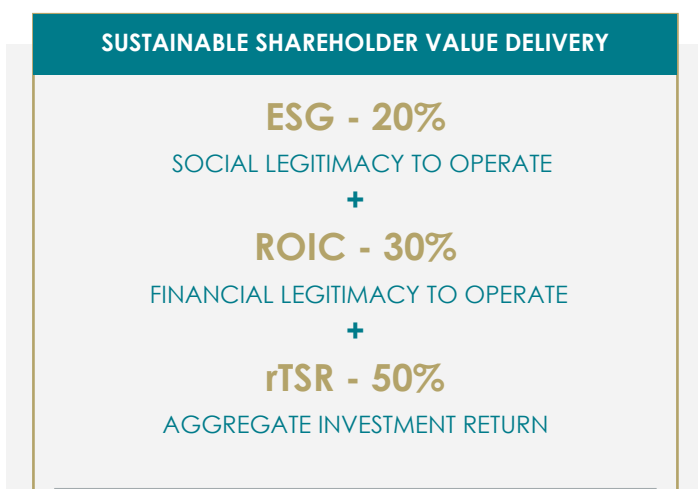 SUSTAINABLE SHAREHOLDER VALUE DELIVERY
ESG - 20%
SOCIAL LEGITIMACY TO OPERATE
+
ROIC - 30%
FINANCIAL LEGITIMACY TO OPERATE
+
rTSR - 50%
AGGREGATE INVESTMENT RETURN